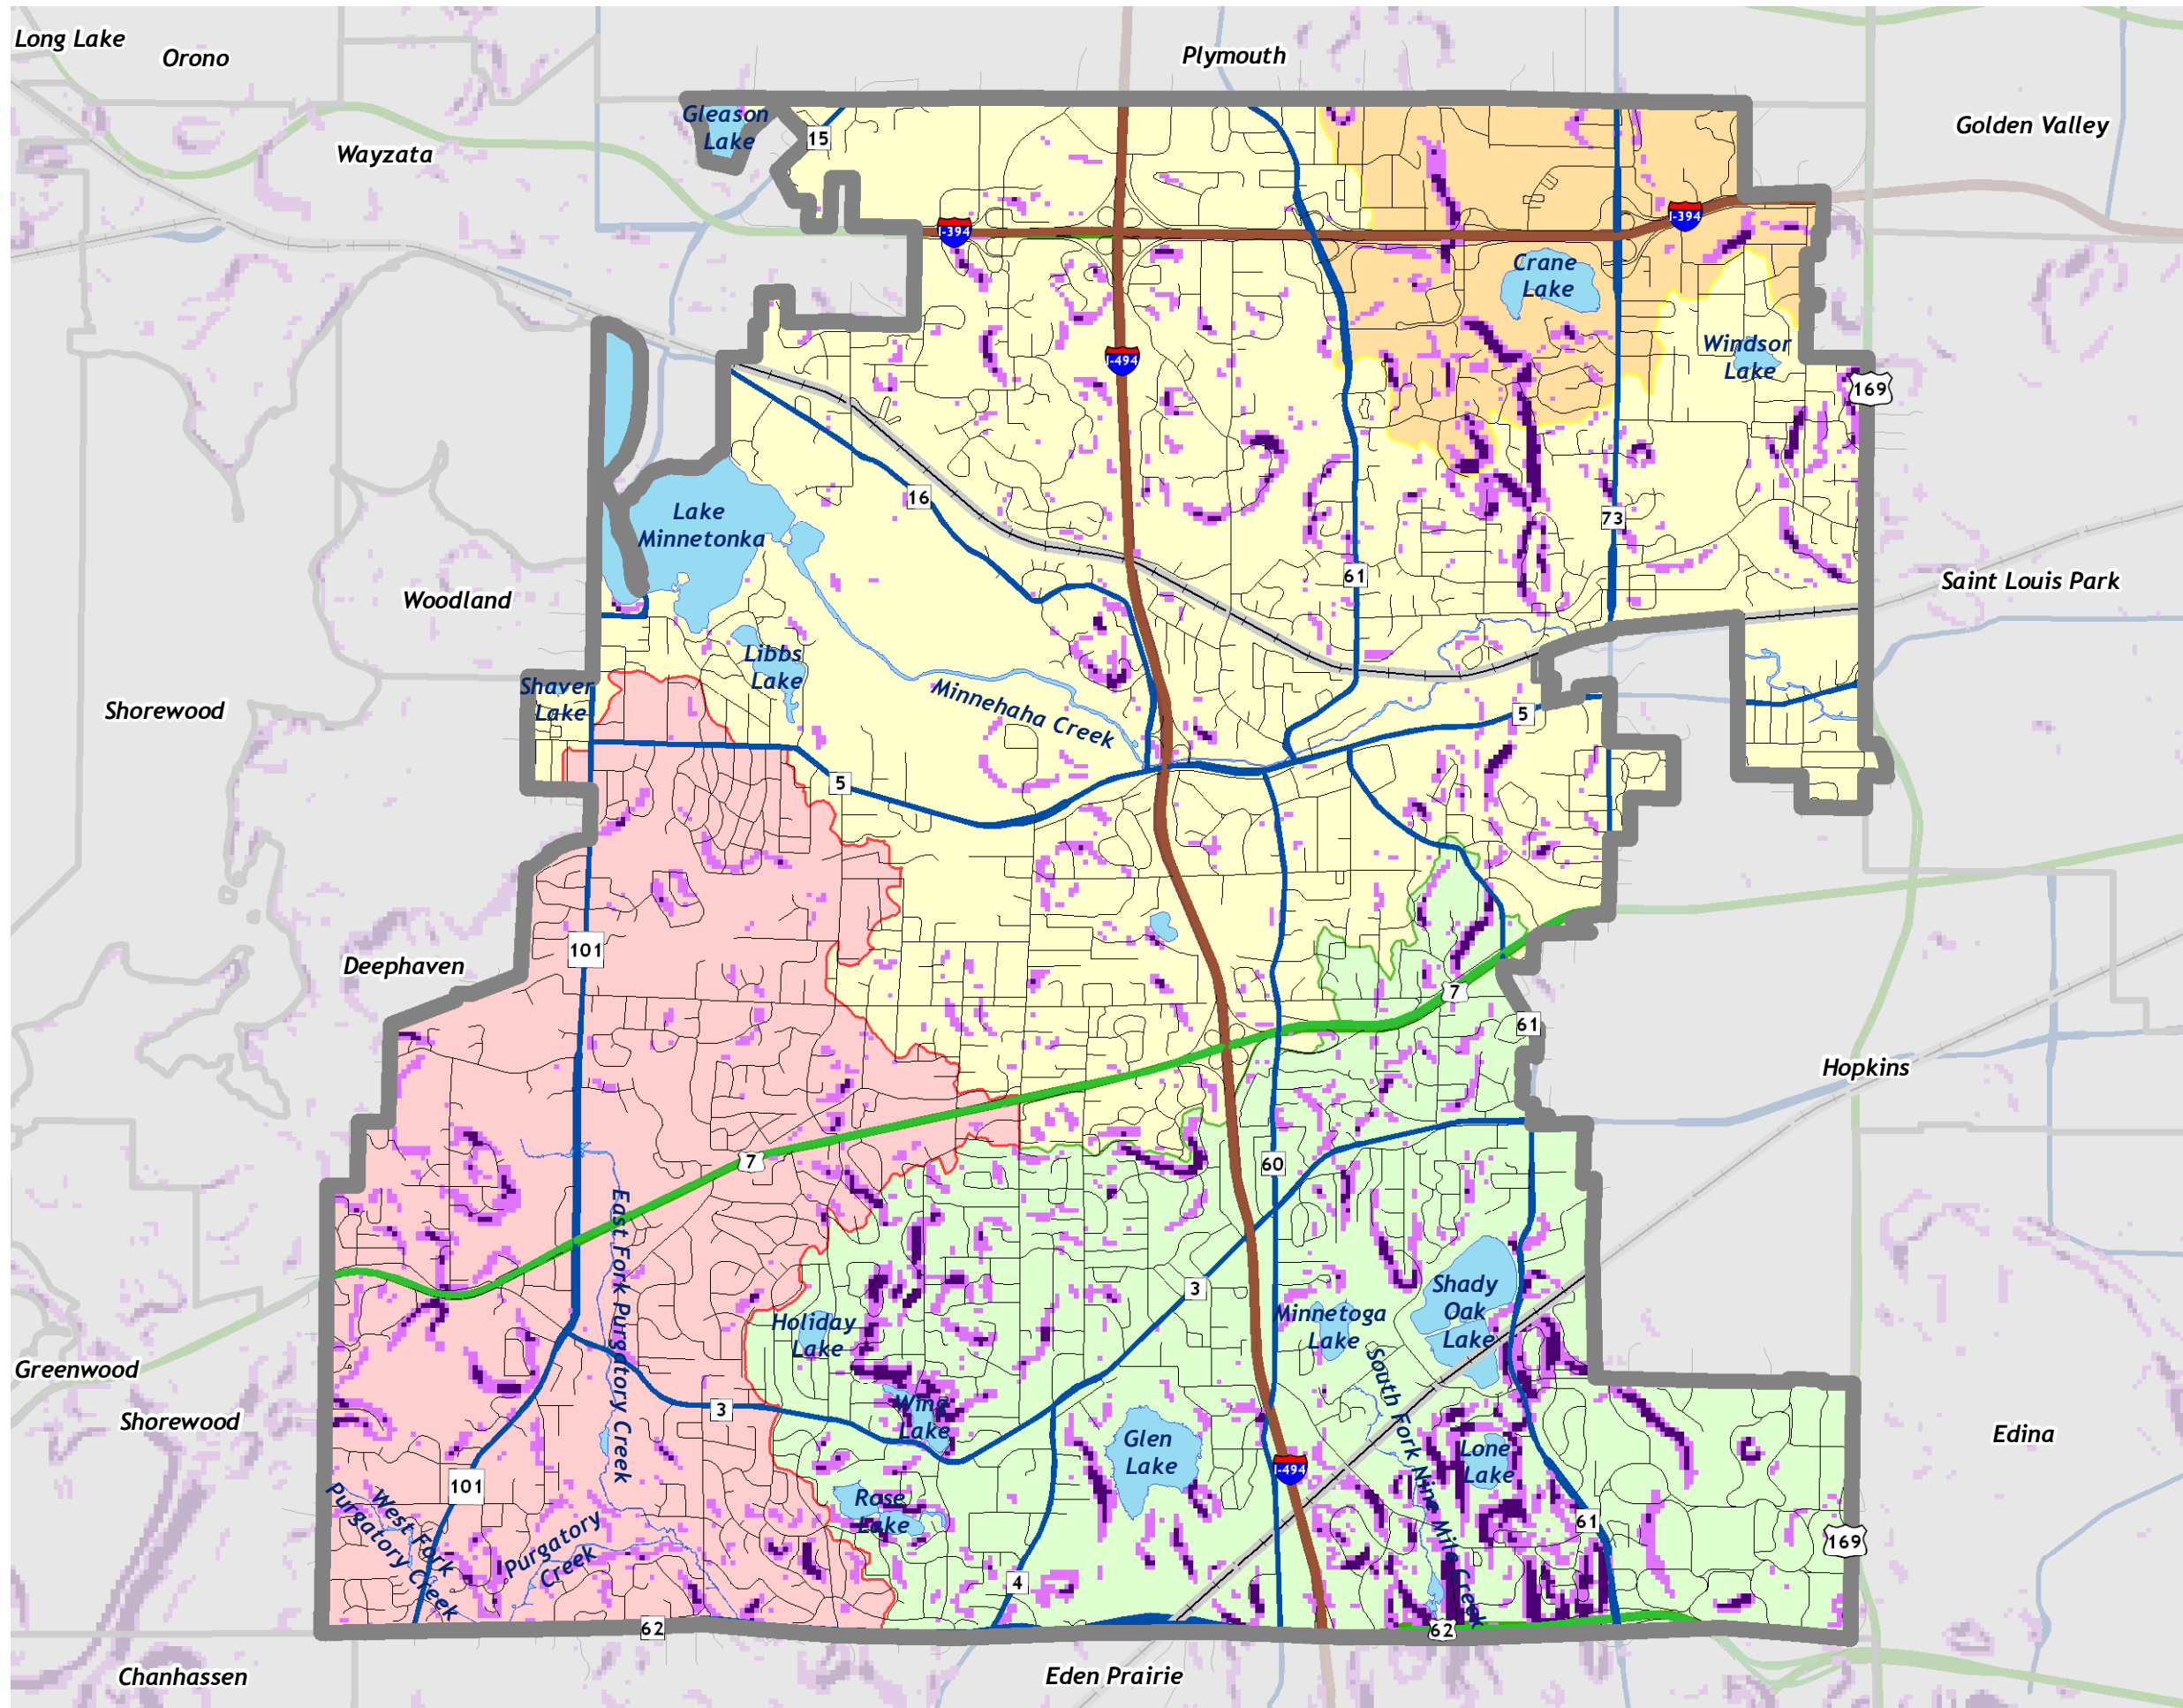 Long Lake
Orono
Plymouth
Gleason
Lake
15
Golden Valley
Wayzata
I-394
I-394
Crane
Lake
Windsor
Lake
I-494
169
16
Lake
Minnetonka
73
61
Saint Louis Park
Woodland
Libbs
Lake
Shaver
Lake
Shorewood
Minnehaha Creek
5
5
101
Deephaven
7
61
Hopkins
7
60
East Fork Purgatory Creek
3
Shady
Oak
Lake
Holiday
Lake
Minnetoga
Lake
Greenwood
Shorewood
3
Wing
Lake
South Fork Nine Mile Creek
Glen
Lake
Lone
Lake
Edina
I-494
101
Rose
Lake
61
169
West Fork
Purgatory Creek
Purgatory
Creek
4
62
62
Chanhassen
Eden Prairie